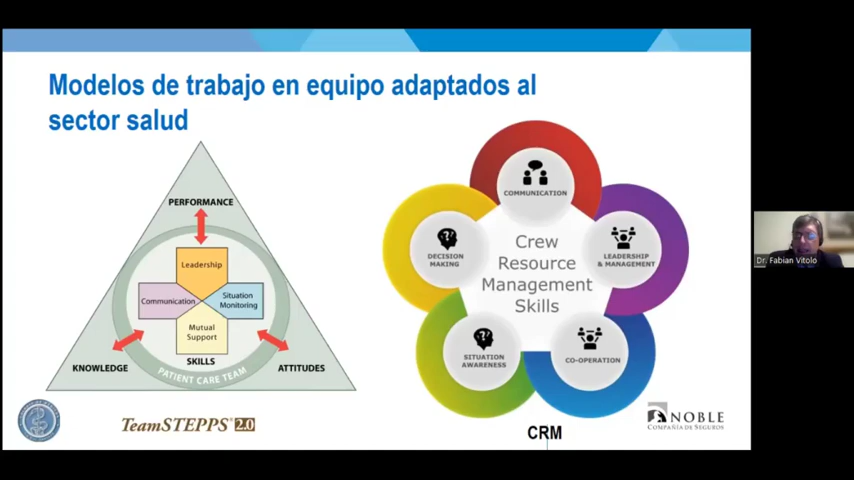 Modelos de trabajo en equipo adaptados al
sector salud
PERFORMANCE
Leadership
Communication
Situation
Monitoring
Mutual
Support
SKILLS
KNOWLEDGE
ATTITUDES
PATIENT CARE TEAM
TeamSTEPPS® 2.0
COMMUNICATION
DECISION
MAKING
LEADERSHIP
& MANAGEMENT
Crew
Resource
Management
Skills
SITUATION
AWARENESS
CO-OPERATION
CRM
NOBLE
COMPAÑÍA DE SEGUROS
Dr. Fabian Vitolo